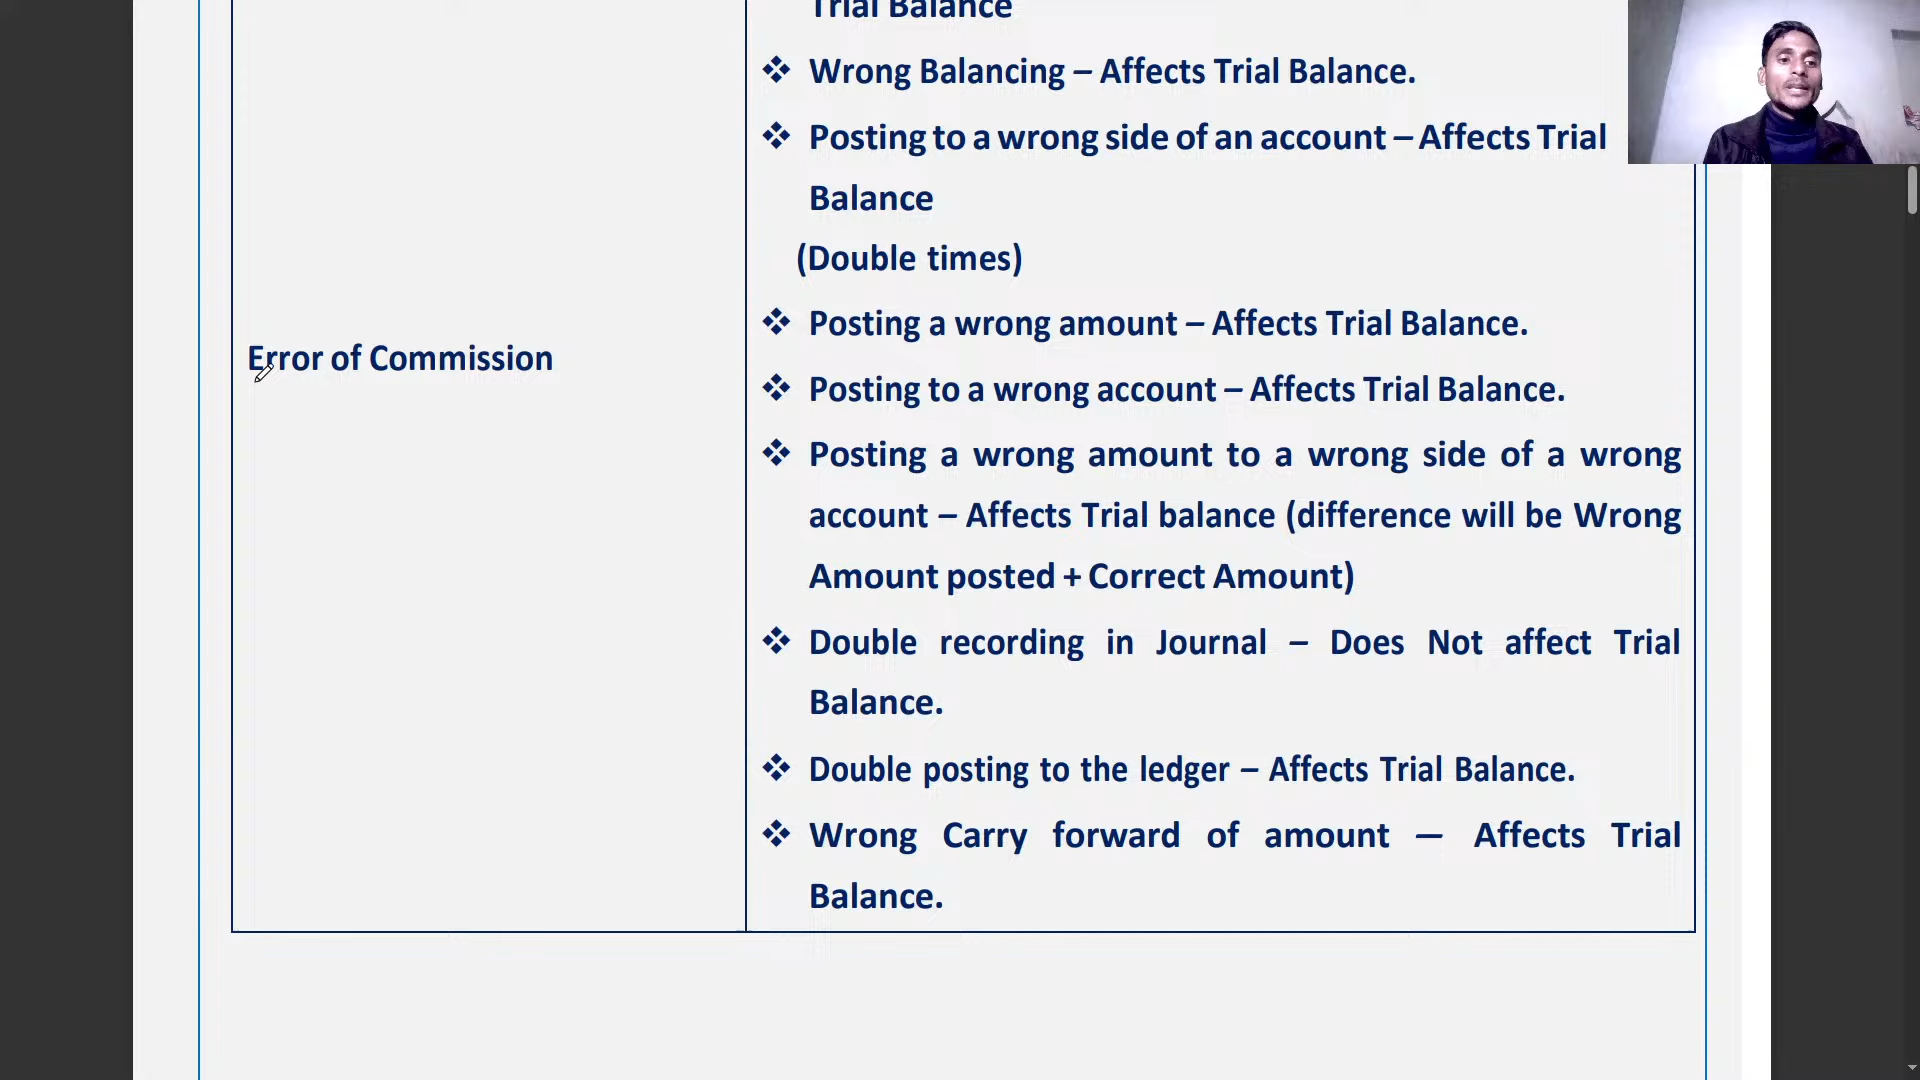 Trial Balance
❖ Wrong Balancing – Affects Trial Balance.
❖ Posting to a wrong side of an account – Affects Trial
Balance
(Double times)
❖ Posting a wrong amount – Affects Trial Balance.
Error of Commission
❖ Posting to a wrong account – Affects Trial Balance.
❖ Posting a wrong amount to a wrong side of a wrong
account – Affects Trial balance (difference will be Wrong
Amount posted + Correct Amount)
❖ Double recording in Journal – Does Not affect Trial
Balance.
❖ Double posting to the ledger – Affects Trial Balance.
❖ Wrong Carry forward of amount — Affects Trial
Balance.